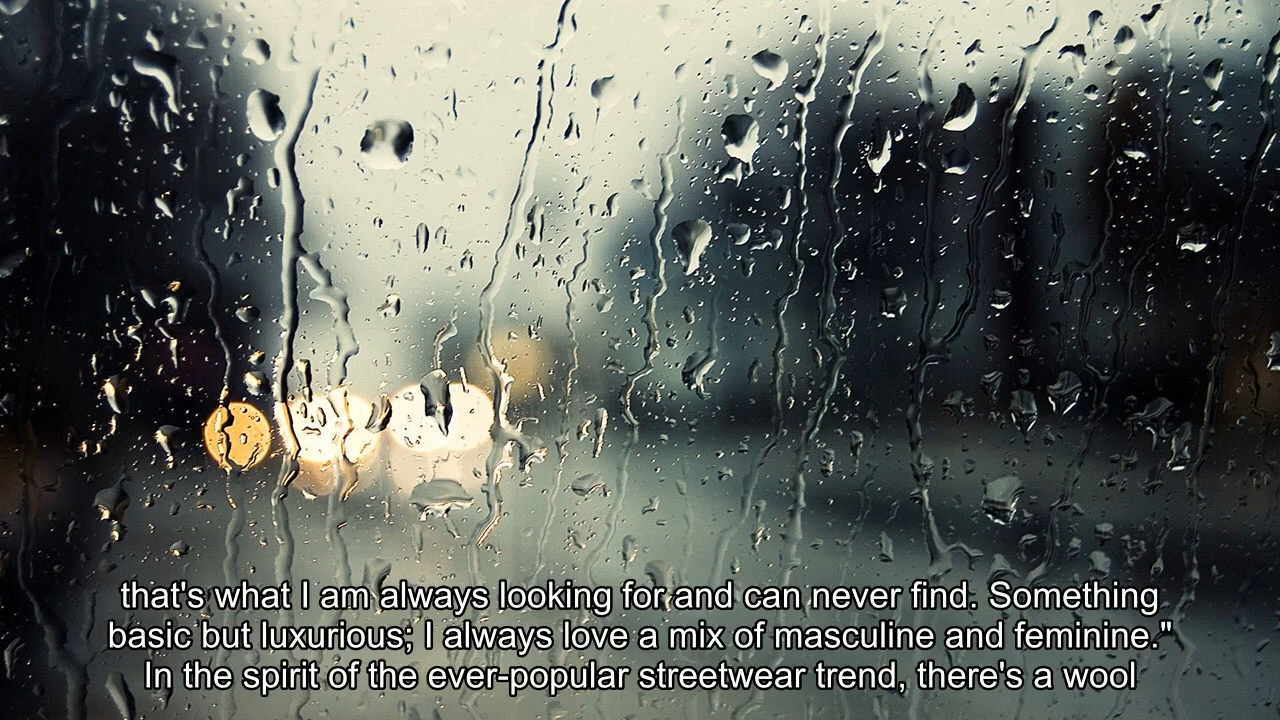 that's what I am always looking for and can never find. Something
basic but luxurious; I always love a mix of masculine and feminine."
In the spirit of the ever-popular streetwear trend, there's a wool